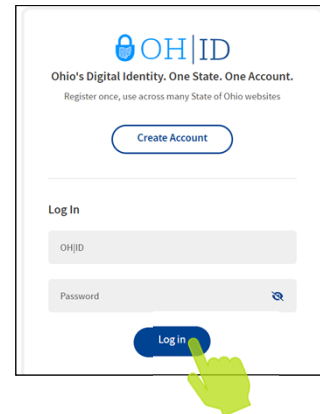 OH|ID
Ohio's Digital Identity. One State. One Account.
Register once, use across many State of Ohio websites
Create Account
Log In
OH|ID
Password
Log in